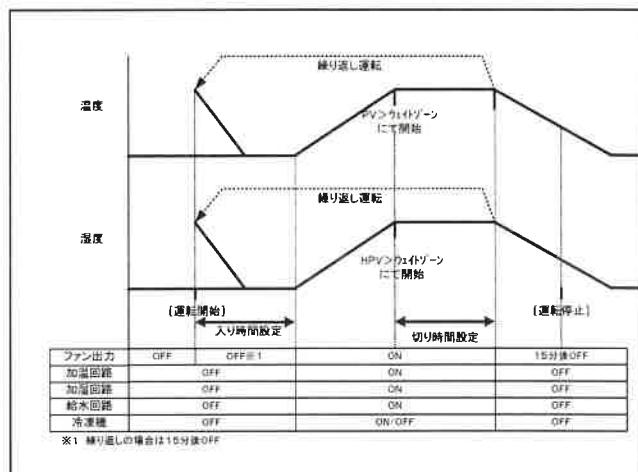 繰り返し運転
温度
PV>ウェイトゾーン
にて開始
繰り返し運転
湿度
HPV>ウェイトゾーン
にて開始
(運転開始)
(運転停止)
入り時間設定
切り時間設定
ファン出力 OFF OFF※1 ON 15分後OFF
加温回路 OFF ON OFF
加湿回路 OFF ON OFF
給水回路 OFF ON OFF
冷凍機 OFF ON/OFF OFF
※1 繰り返しの場合は15分後OFF